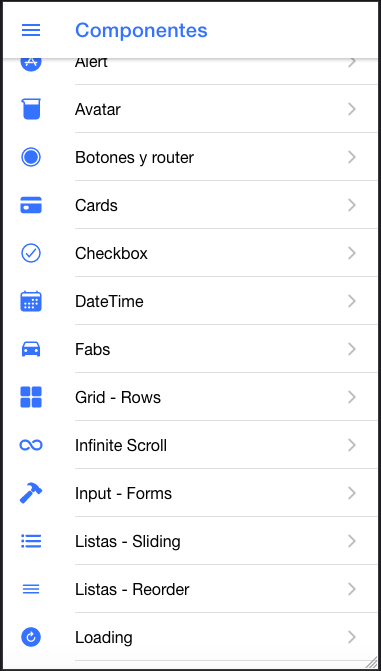 Componentes
Alert
Avatar
Botones y router
Cards
Checkbox
DateTime
Fabs
Grid - Rows
Infinite Scroll
Input - Forms
Listas - Sliding
Listas - Reorder
Loading